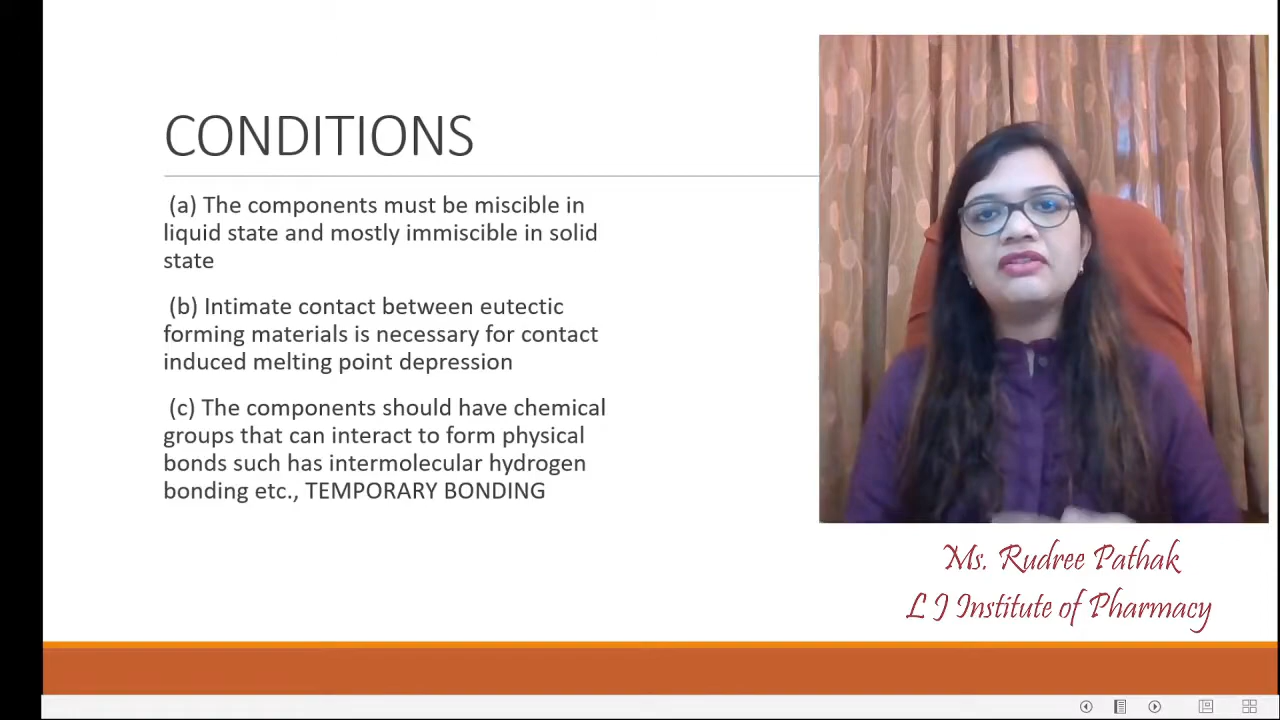 CONDITIONS
(a) The components must be miscible in
liquid state and mostly immiscible in solid
state
(b) Intimate contact between eutectic
forming materials is necessary for contact
induced melting point depression
(c) The components should have chemical
groups that can interact to form physical
bonds such has intermolecular hydrogen
bonding etc., TEMPORARY BONDING
Ms. Rudree Pathak
L J Institute of Pharmacy